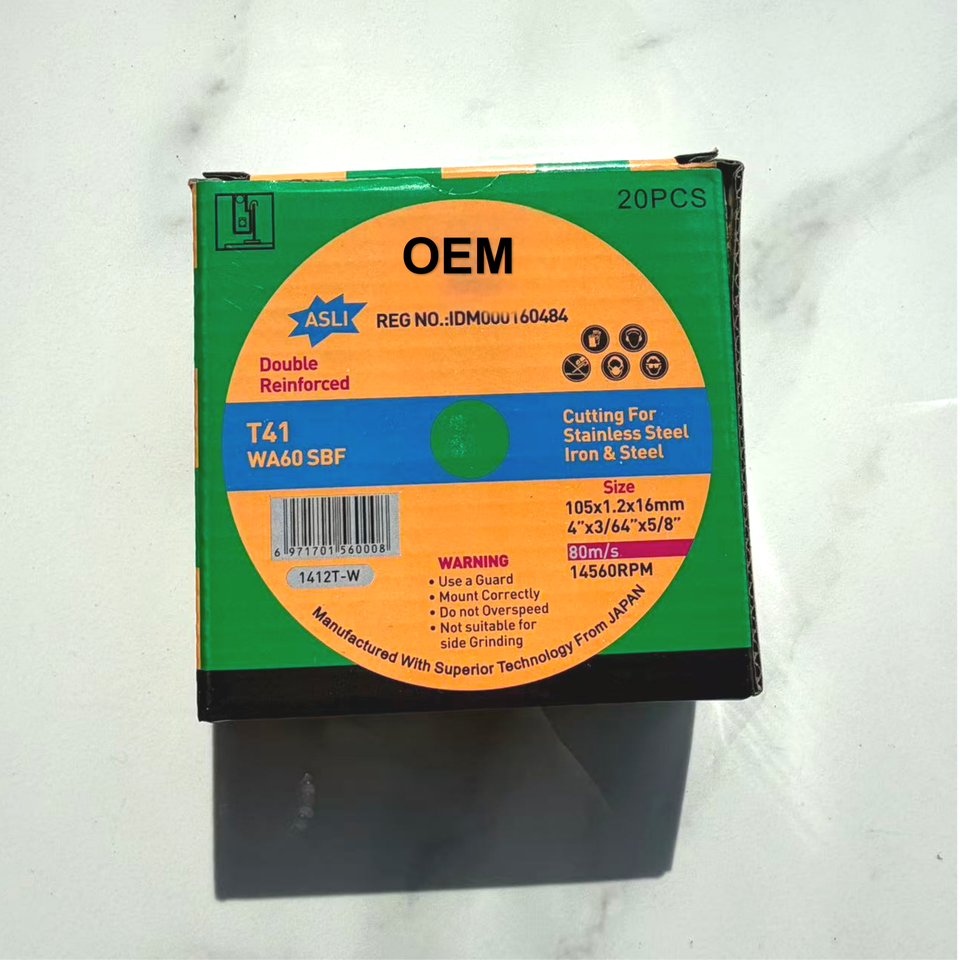 20PCS
OEM
ASLI
REG NO.:IDM000160484
Double
Reinforced
T41
WA60 SBF
Cutting For
Stainless Steel
Iron & Steel
Size
105x1.2x16mm
4"x3/64"x5/8"
80m/s
14560RPM
6 971701 560008
1412T-W
WARNING
• Use a Guard
• Mount Correctly
• Do not Overspeed
• Not suitable for
side Grinding
Manufactured With Superior Technology From JAPAN